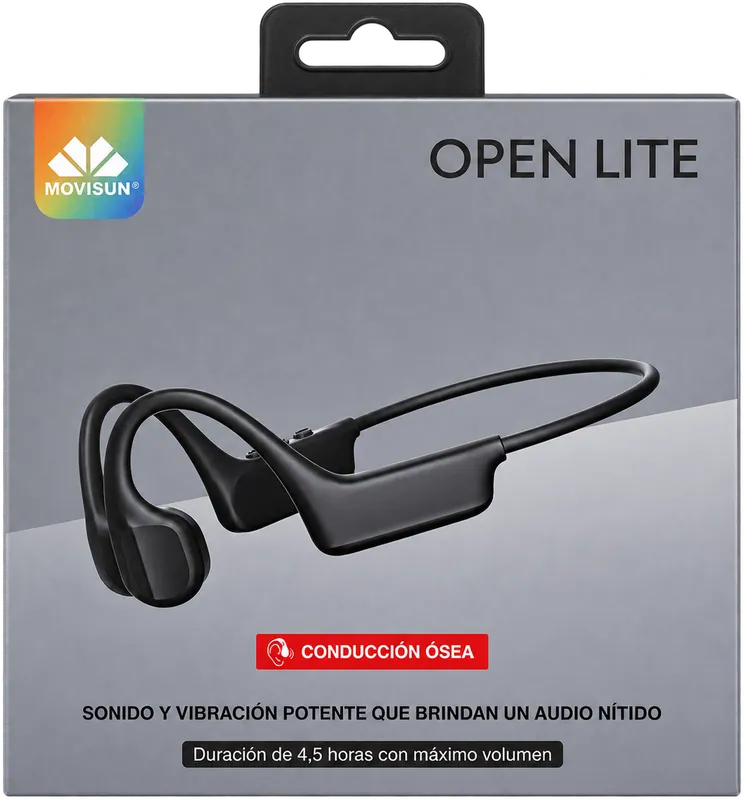 MOVISUN®
OPEN LITE
CONDUCCIÓN ÓSEA
SONIDO Y VIBRACIÓN POTENTE QUE BRINDAN UN AUDIO NÍTIDO
Duración de 4,5 horas con máximo volumen